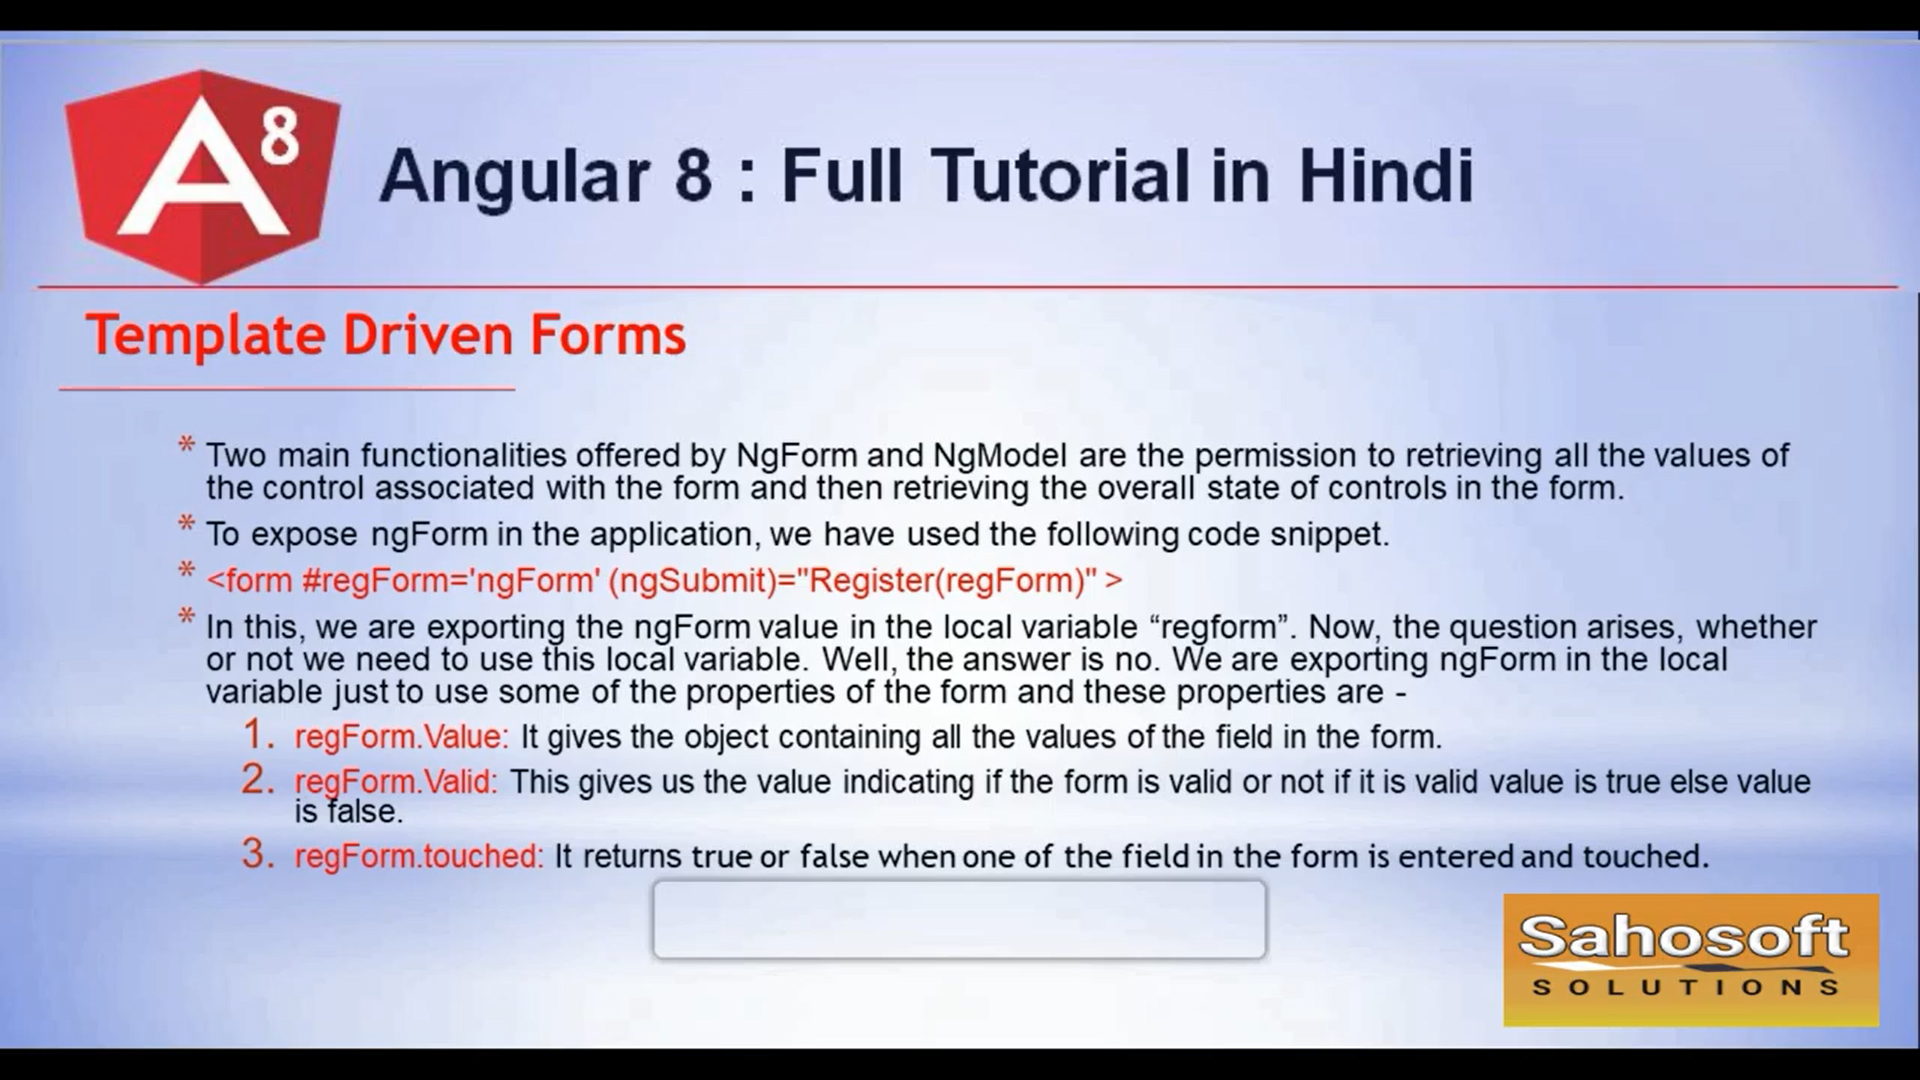 A 8
Angular 8 : Full Tutorial in Hindi
Template Driven Forms
* Two main functionalities offered by NgForm and NgModel are the permission to retrieving all the values of
the control associated with the form and then retrieving the overall state of controls in the form.
* To expose ngForm in the application, we have used the following code snippet.
* <form #regForm='ngForm' (ngSubmit)="Register(regForm)" >
* In this, we are exporting the ngForm value in the local variable “regform”. Now, the question arises, whether
or not we need to use this local variable. Well, the answer is no. We are exporting ngForm in the local
variable just to use some of the properties of the form and these properties are -
1. regForm.Value: It gives the object containing all the values of the field in the form.
2. regForm.Valid: This gives us the value indicating if the form is valid or not if it is valid value is true else value
is false.
3. regForm.touched: It returns true or false when one of the field in the form is entered and touched.
Sahosoft
SOLUTIONS